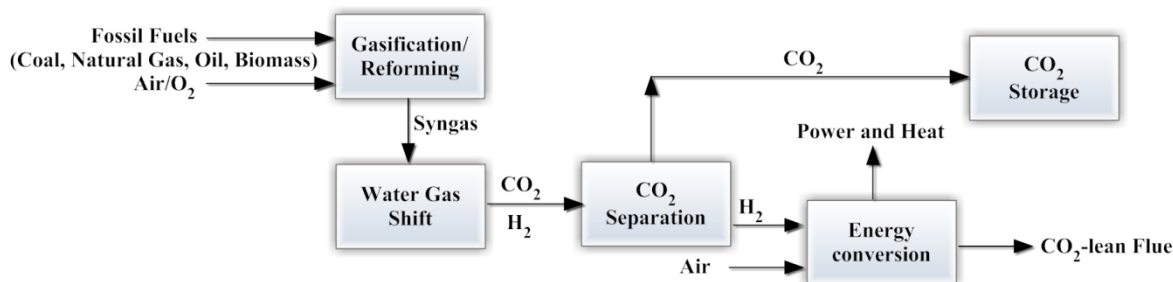 Fossil Fuels
(Coal, Natural Gas, Oil, Biomass)
Air/O₂
Gasification/
Reforming
Syngas
Water Gas
Shift
CO₂
H₂
CO₂
Separation
CO₂
CO₂
Storage
H₂
Air
Power and Heat
Energy
conversion
CO₂-lean Flue